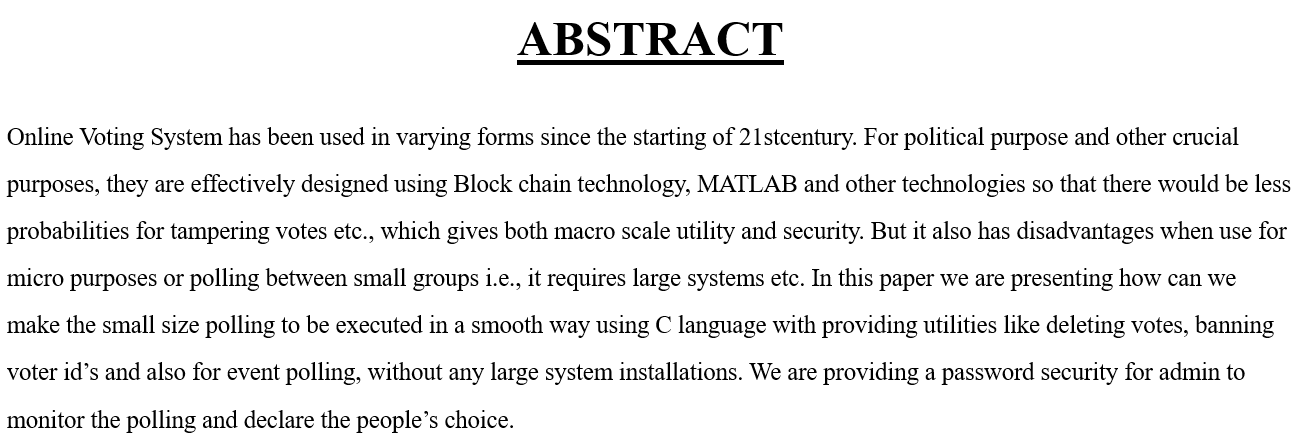 ABSTRACT
Online Voting System has been used in varying forms since the starting of 21stcentury. For political purpose and other crucial
purposes, they are effectively designed using Block chain technology, MATLAB and other technologies so that there would be less
probabilities for tampering votes etc., which gives both macro scale utility and security. But it also has disadvantages when use for
micro purposes or polling between small groups i.e., it requires large systems etc. In this paper we are presenting how can we
make the small size polling to be executed in a smooth way using C language with providing utilities like deleting votes, banning
voter id’s and also for event polling, without any large system installations. We are providing a password security for admin to
monitor the polling and declare the people’s choice.